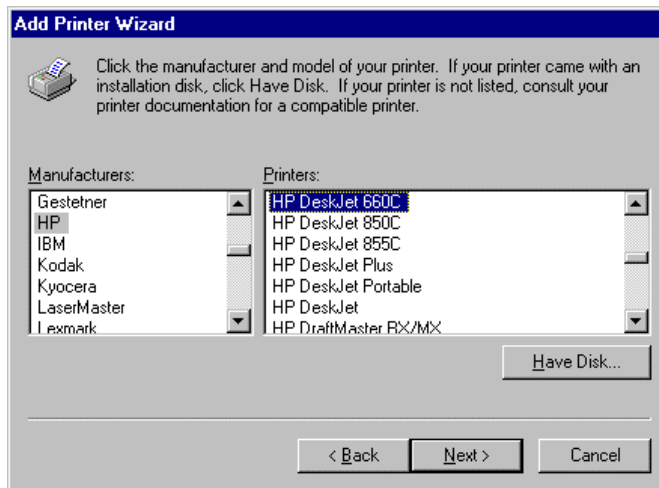 Add Printer Wizard
Click the manufacturer and model of your printer. If your printer came with an
installation disk, click Have Disk. If your printer is not listed, consult your
printer documentation for a compatible printer.
Manufacturers:
Gestetner
HP
IBM
Kodak
Kyocera
LaserMaster
Lexmark
Printers:
HP DeskJet 660C
HP DeskJet 850C
HP DeskJet 855C
HP DeskJet Plus
HP DeskJet Portable
HP DeskJet
HP DraftMaster RX/MX
Have Disk...
< Back
Next >
Cancel